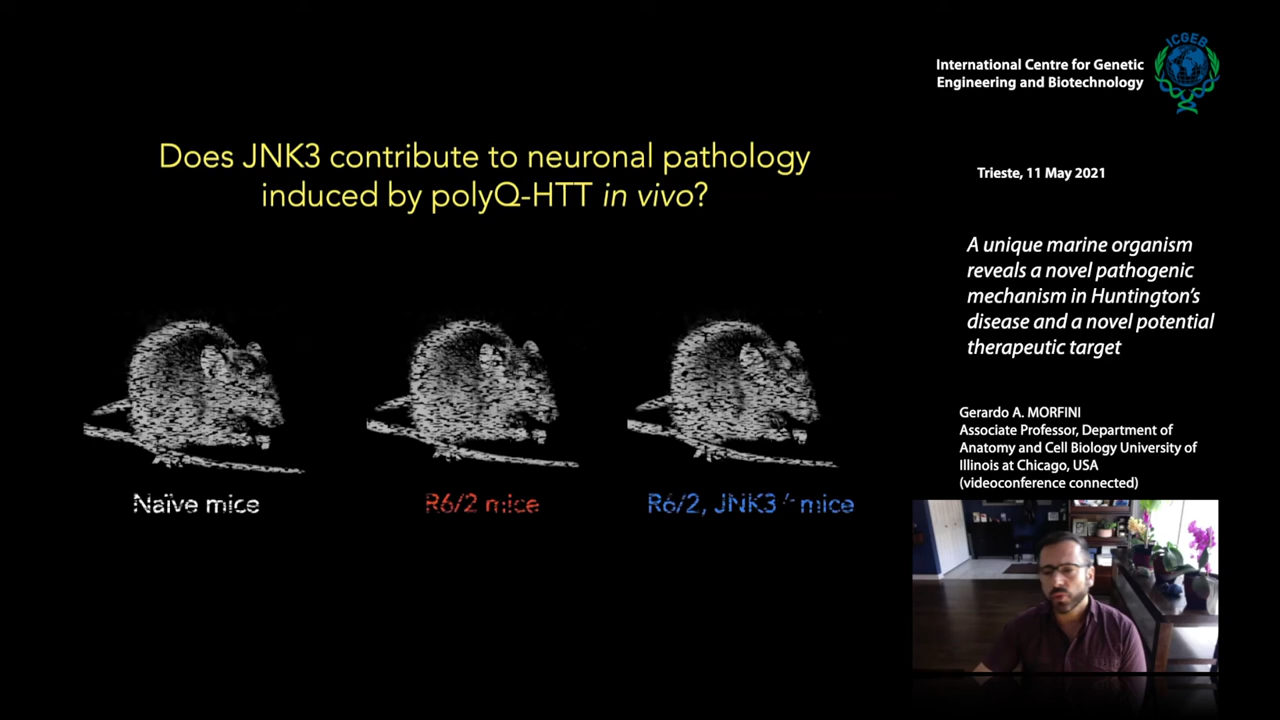 Does JNK3 contribute to neuronal pathology
induced by polyQ-HTT in vivo?
Naïve mice
R6/2 mice
R6/2, JNK3-/- mice
International Centre for Genetic
Engineering and Biotechnology
ICGEB
Trieste, 11 May 2021
A unique marine organism
reveals a novel pathogenic
mechanism in Huntington’s
disease and a novel potential
therapeutic target
Gerardo A. MORFINI
Associate Professor, Department of
Anatomy and Cell Biology University of
Illinois at Chicago, USA
(videoconference connected)